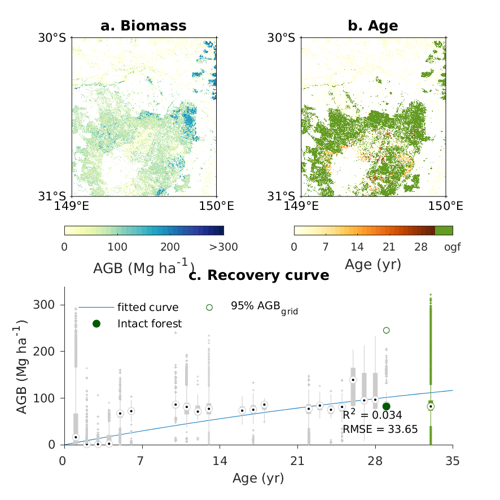 a. Biomass
b. Age
30°S
30°S
31°S
31°S
149°E
150°E
149°E
150°E
0
100
200
>300
0
7
14
21
28
ogf
AGB (Mg ha⁻¹)
Age (yr)
c. Recovery curve
300
200
100
0
AGB (Mg ha⁻¹)
fitted curve
95% AGB_grid
Intact forest
R² = 0.034
RMSE = 33.65
0
7
14
21
28
35
Age (yr)